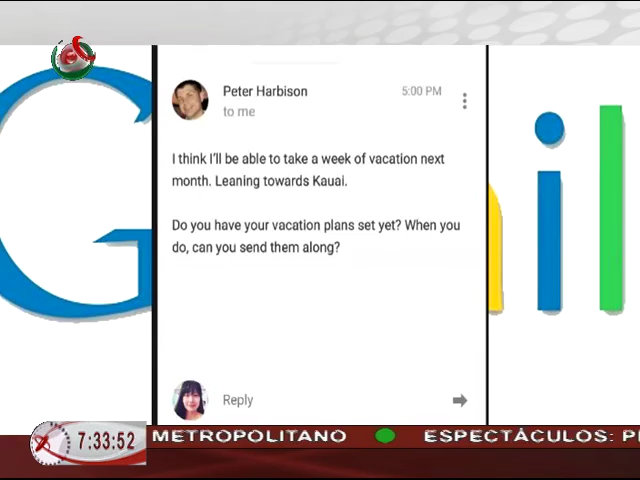 Peter Harbison
5:00 PM
to me
I think I'll be able to take a week of vacation next
month. Leaning towards Kauai.
Do you have your vacation plans set yet? When you
do, can you send them along?
G
il
Reply
7:33:52
METROPOLITANO
ESPECTÁCULOS: